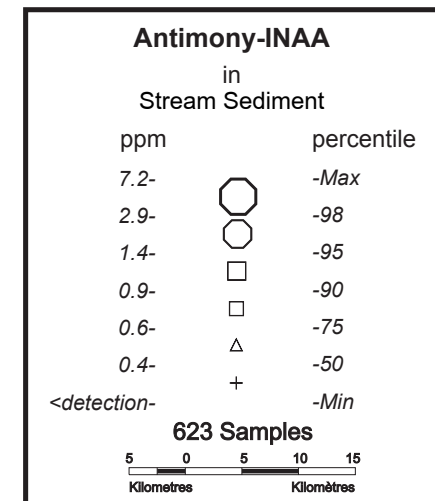 Antimony-INAA
in
Stream Sediment
ppm percentile
7.2- -Max
2.9- -98
1.4- -95
0.9- -90
0.6- -75
0.4- -50
<detection- -Min
623 Samples
5 0 5 10 15
Kilometres Kilomètres